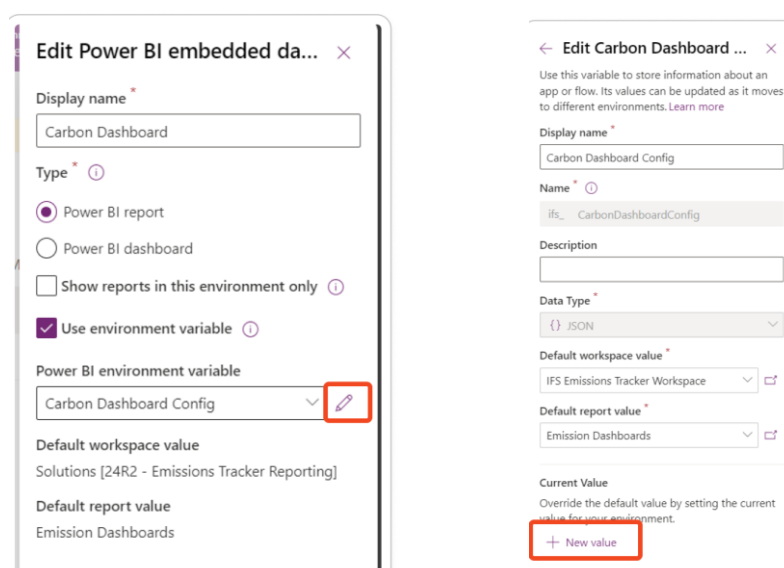 Edit Power BI embedded da...
Display name *
Carbon Dashboard
Type *
Power BI report
Power BI dashboard
Show reports in this environment only
Use environment variable
Power BI environment variable
Carbon Dashboard Config
Default workspace value
Solutions [24R2 - Emissions Tracker Reporting]
Default report value
Emission Dashboards
Edit Carbon Dashboard ...
Use this variable to store information about an
app or flow. Its values can be updated as it moves
to different environments. Learn more
Display name *
Carbon Dashboard Config
Name *
ifs_ CarbonDashboardConfig
Description
Data Type *
{} JSON
Default workspace value *
IFS Emissions Tracker Workspace
Default report value *
Emission Dashboards
Current Value
Override the default value by setting the current
value for your environment.
+ New value